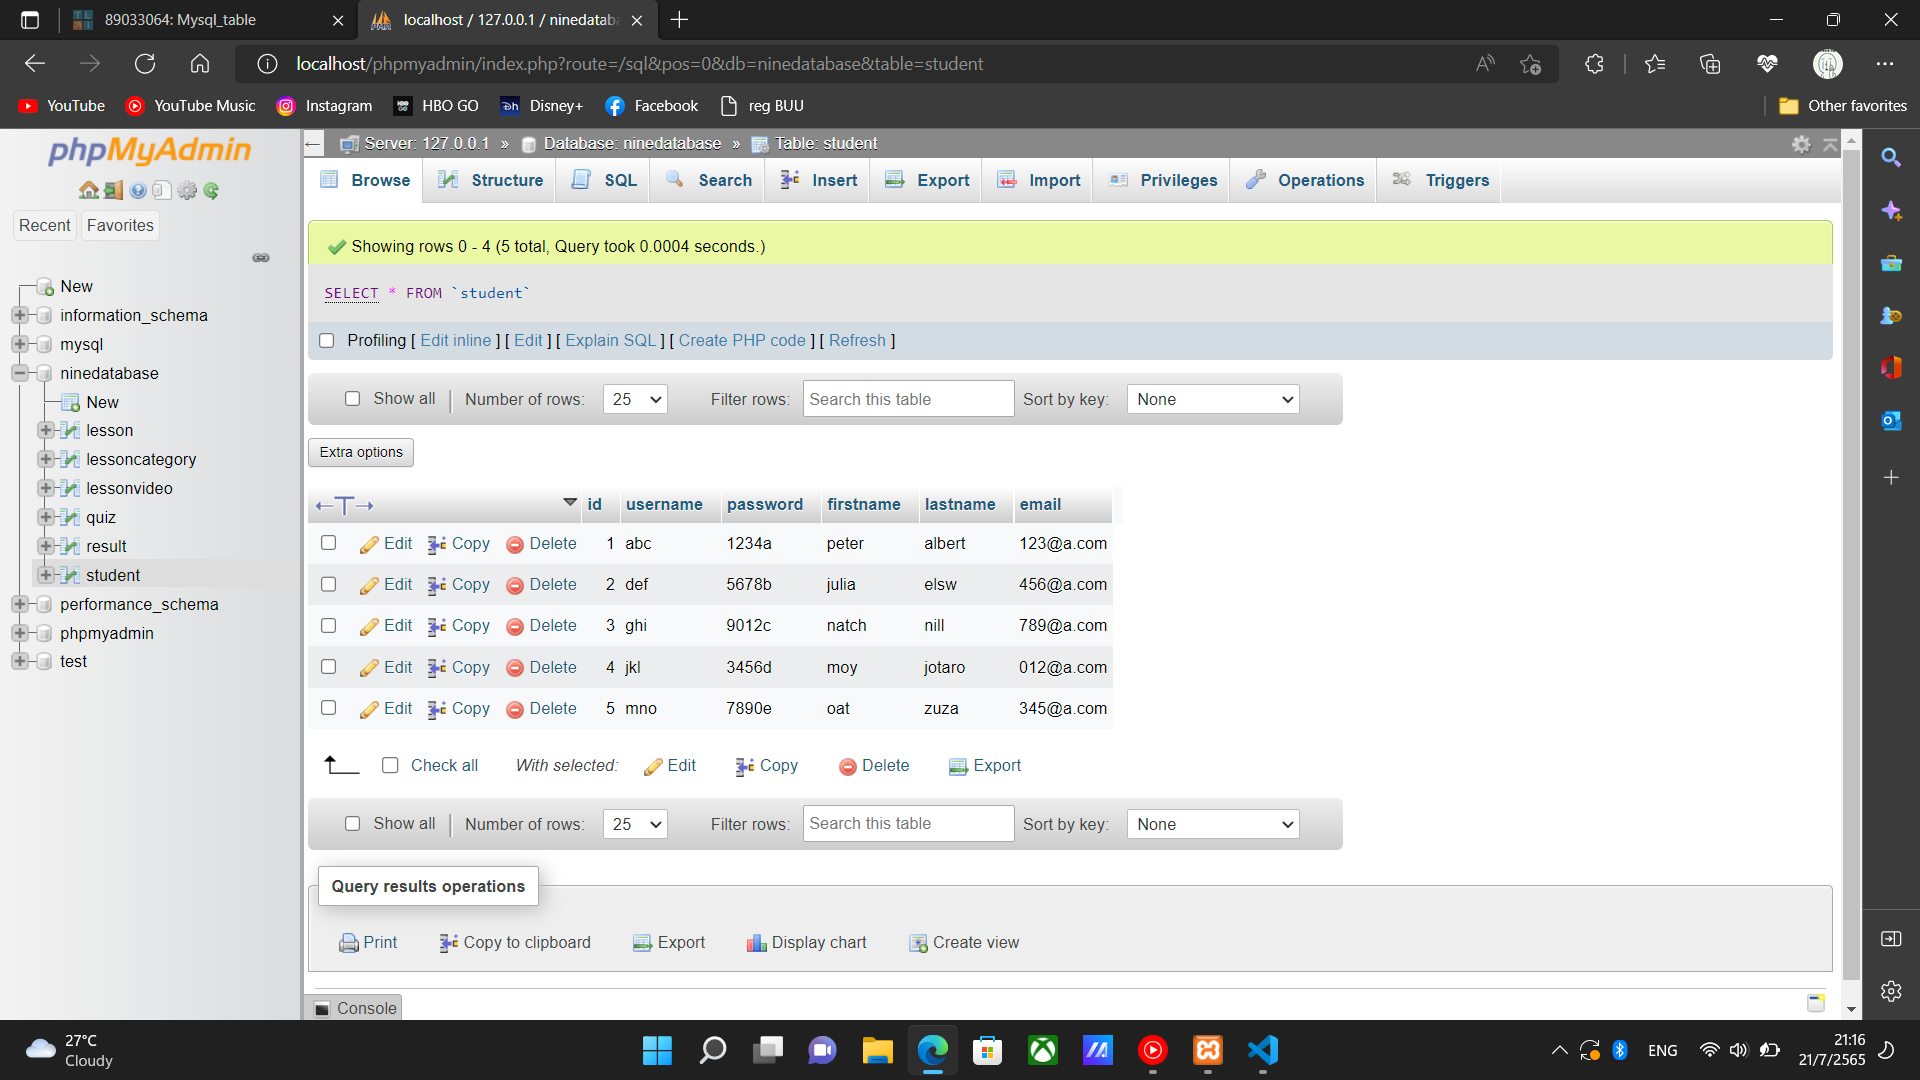 89033064: Mysql_table
localhost / 127.0.0.1 / ninedatab
localhost/phpmyadmin/index.php?route=/sql&pos=0&db=ninedatabase&table=student
YouTube YouTube Music Instagram HBO GO Disney+ Facebook reg BUU Other favorites
phpMyAdmin
Recent Favorites
New
information_schema
mysql
ninedatabase
New
lesson
lessoncategory
lessonvideo
quiz
result
student
performance_schema
phpmyadmin
test
Server: 127.0.0.1 » Database: ninedatabase » Table: student
Browse Structure SQL Search Insert Export Import Privileges Operations Triggers
Showing rows 0 - 4 (5 total, Query took 0.0004 seconds.)
SELECT * FROM `student`
Profiling [ Edit inline ] [ Edit ] [ Explain SQL ] [ Create PHP code ] [ Refresh ]
Show all Number of rows: 25 Filter rows: Search this table Sort by key: None
Extra options
id username password firstname lastname email
Edit Copy Delete 1 abc 1234a peter albert 123@a.com
Edit Copy Delete 2 def 5678b julia elsw 456@a.com
Edit Copy Delete 3 ghi 9012c natch nill 789@a.com
Edit Copy Delete 4 jkl 3456d moy jotaro 012@a.com
Edit Copy Delete 5 mno 7890e oat zuza 345@a.com
Check all With selected: Edit Copy Delete Export
Show all Number of rows: 25 Filter rows: Search this table Sort by key: None
Query results operations
Print Copy to clipboard Export Display chart Create view
Console
27°C
Cloudy
ENG
21:16
21/7/2565